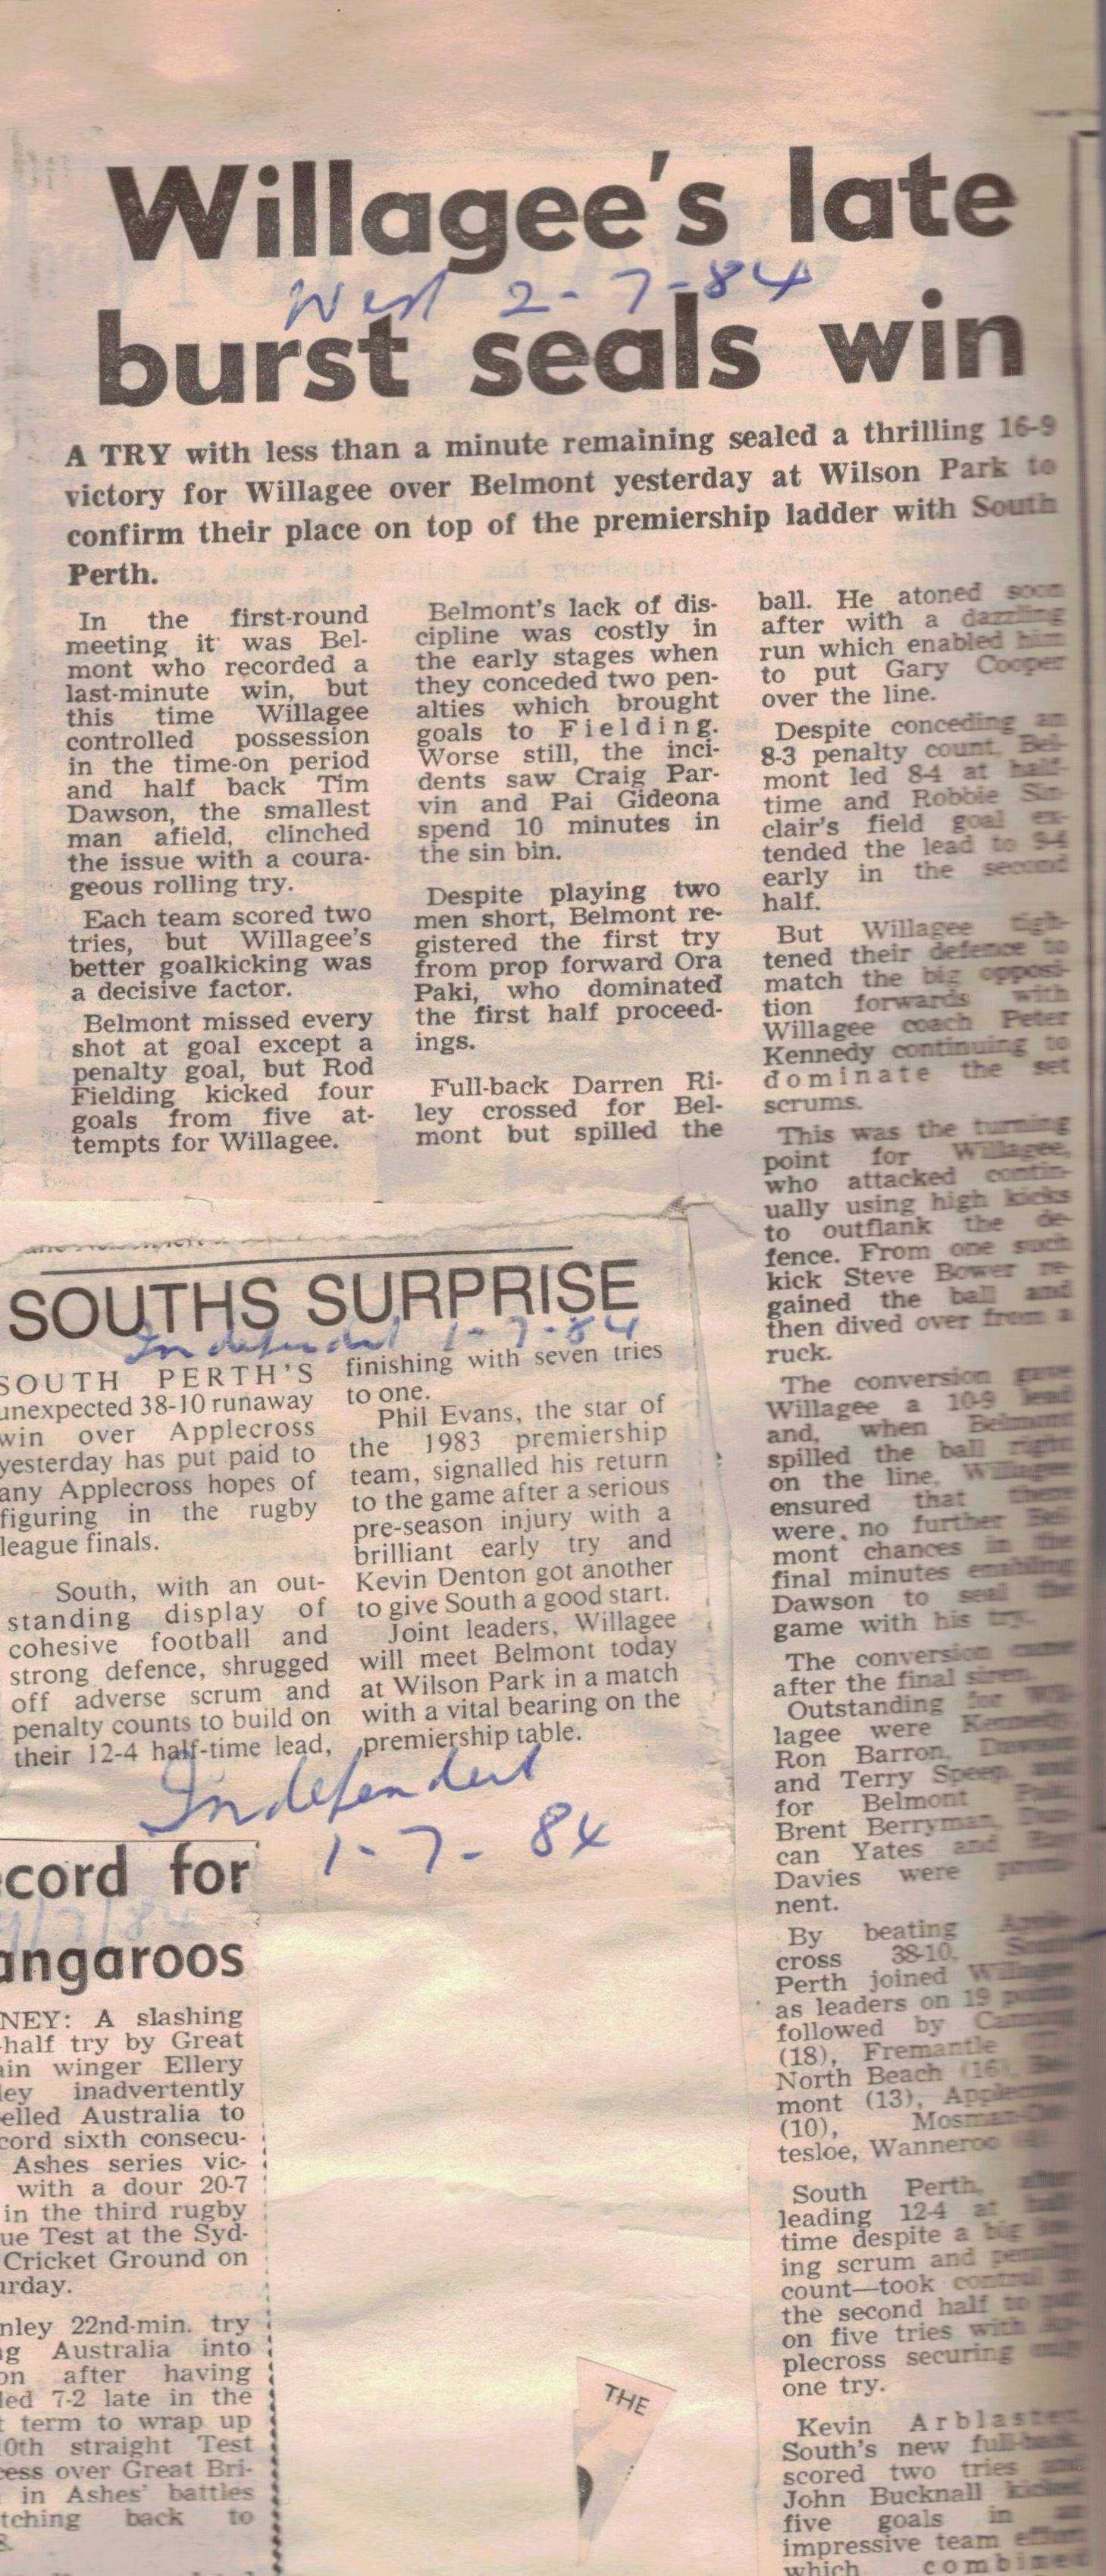 Willagee's late
West 2-7-84
burst seals win
A TRY with less than a minute remaining sealed a thrilling 16-9
victory for Willagee over Belmont yesterday at Wilson Park to
confirm their place on top of the premiership ladder with South
Perth.
In the first-round
meeting it was Bel-
mont who recorded a
last-minute win, but
this time Willagee
controlled possession
in the time-on period
and half back Tim
Dawson, the smallest
man afield, clinched
the issue with a coura-
geous rolling try.
Each team scored two
tries, but Willagee's
better goalkicking was
a decisive factor.
Belmont missed every
shot at goal except a
penalty goal, but Rod
Fielding kicked four
goals from five at-
tempts for Willagee.
Belmont's lack of dis-
cipline was costly in
the early stages when
they conceded two pen-
alties which brought
goals to Fielding.
Worse still, the inci-
dents saw Craig Par-
vin and Pai Gideona
spend 10 minutes in
the sin bin.
Despite playing two
men short, Belmont re-
gistered the first try
from prop forward Ora
Paki, who dominated
the first half proceed-
ings.
Full-back Darren Ri-
ley crossed for Bel-
mont but spilled the
ball. He atoned soon
after with a dazzling
run which enabled him
to put Gary Cooper
over the line.
Despite conceding an
8-3 penalty count, Bel-
mont led 8-4 at half-
time and Robbie Sin-
clair's field goal ex-
tended the lead to 9-4
early in the second
half.
But Willagee tigh-
tened their defence to
match the big opposi-
tion forwards with
Willagee coach Peter
Kennedy continuing to
dominate the set
scrums.
This was the turning
point for Willagee,
who attacked contin-
ually using high kicks
to outflank the de-
fence. From one such
kick Steve Bower re-
gained the ball and
then dived over from a
ruck.
The conversion gave
Willagee a 10-9 lead
and, when Belmont
spilled the ball right
on the line, Willagee
ensured that there
were no further Bel-
mont chances in the
final minutes enabling
Dawson to seal the
game with his try.
The conversion came
after the final siren.
Outstanding for Wil-
lagee were Kennedy,
Ron Barron, Dawson
and Terry Speep, and
for Belmont Paki,
Brent Berryman, Dun-
can Yates and
Davies were promi-
nent.
By beating Apple-
cross 38-10, South
Perth joined Willagee
as leaders on 19 points
followed by Canning
(18), Fremantle
North Beach (16), Bel-
mont (13), Applecross
(10), Mosman-Cot-
tesloe, Wanneroo
South Perth, after
leading 12-4 at half
time despite a big los-
ing scrum and penalty
count—took control in
the second half to put
on five tries with Ap-
plecross securing only
one try.
Kevin Arblaster,
South's new full-back,
scored two tries and
John Bucknall kicked
five goals in an
impressive team effort
which combined
SOUTHS SURPRISE
Independent 1-7-84
SOUTH PERTH'S
unexpected 38-10 runaway
win over Applecross
yesterday has put paid to
any Applecross hopes of
figuring in the rugby
league finals.
South, with an out-
standing display of
cohesive football and
strong defence, shrugged
off adverse scrum and
penalty counts to build on
their 12-4 half-time lead,
finishing with seven tries
to one.
Phil Evans, the star of
the 1983 premiership
team, signalled his return
to the game after a serious
pre-season injury with a
brilliant early try and
Kevin Denton got another
to give South a good start.
Joint leaders, Willagee
will meet Belmont today
at Wilson Park in a match
with a vital bearing on the
premiership table.
Independent
1-7-84
cord for
/7/84
angaroos
NEY: A slashing
-half try by Great
ain winger Ellery
ley inadvertently
elled Australia to
cord sixth consecu-
Ashes series vic-
with a dour 20-7
in the third rugby
ue Test at the Syd-
Cricket Ground on
urday.
nley 22nd-min. try
g Australia into
on after having
led 7-2 late in the
t term to wrap up
0th straight Test
cess over Great Bri-
in Ashes' battles
tching back to
8.
THE